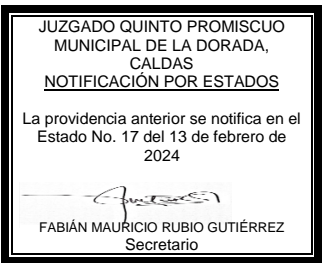 JUZGADO QUINTO PROMISCUO
MUNICIPAL DE LA DORADA,
CALDAS
NOTIFICACIÓN POR ESTADOS
La providencia anterior se notifica en el
Estado No. 17 del 13 de febrero de
2024
FABIÁN MAURICIO RUBIO GUTIÉRREZ
Secretario